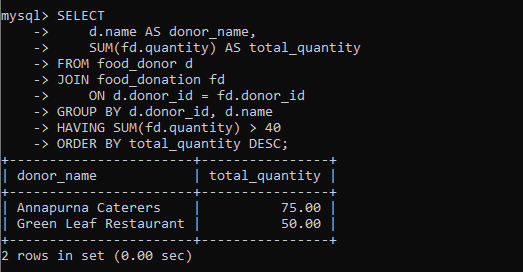 mysql> SELECT
    ->     d.name AS donor_name,
    ->     SUM(fd.quantity) AS total_quantity
    -> FROM food_donor d
    -> JOIN food_donation fd
    ->     ON d.donor_id = fd.donor_id
    -> GROUP BY d.donor_id, d.name
    -> HAVING SUM(fd.quantity) > 40
    -> ORDER BY total_quantity DESC;
+-----------------------+----------------+
| donor_name            | total_quantity |
+-----------------------+----------------+
| Annapurna Caterers    |          75.00 |
| Green Leaf Restaurant |          50.00 |
+-----------------------+----------------+
2 rows in set (0.00 sec)